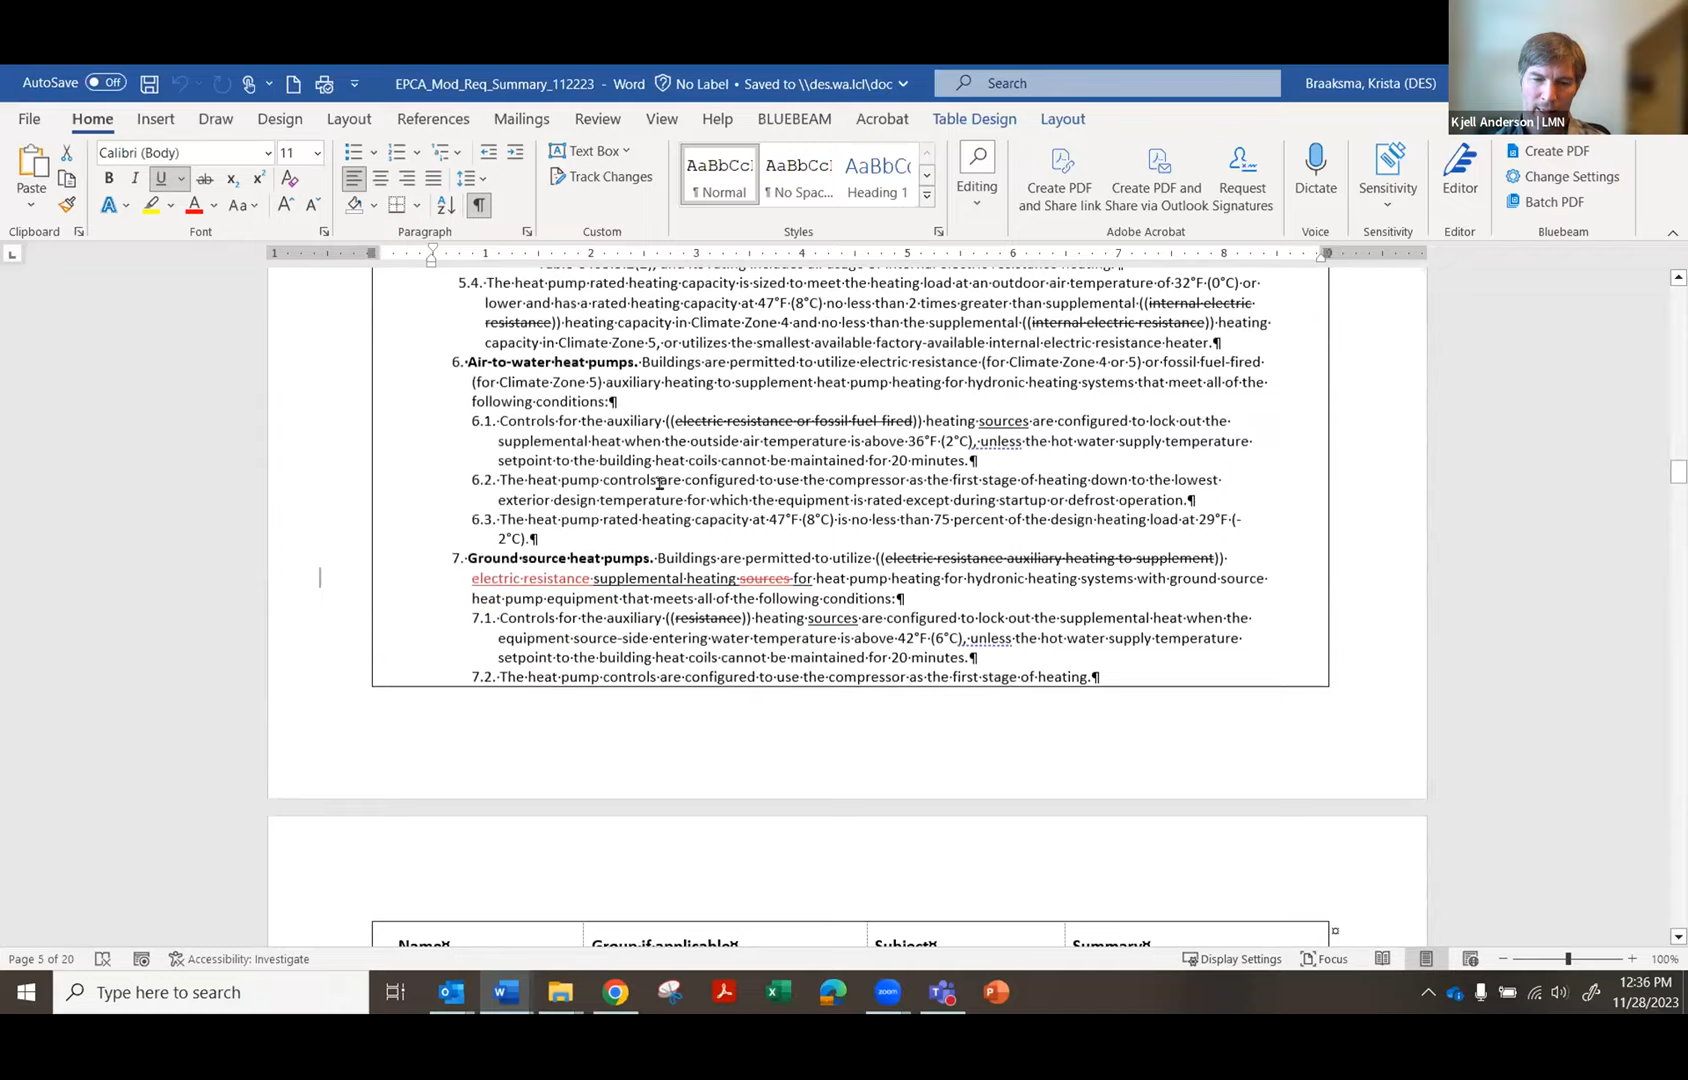 AutoSave Off
EPCA_Mod_Req_Summary_112223 - Word
No Label
Saved to \\des.wa.lcl\doc
Search
Braaksma, Krista (DES)
Kjell Anderson | LMN
File Home Insert Draw Design Layout References Mailings Review View Help BLUEBEAM Acrobat Table Design Layout
Paste
Calibri (Body) 11
Text Box
Track Changes
AaBbCcI
¶ Normal
AaBbCcI
¶ No Spac...
AaBbCc
Heading 1
Editing
Create PDF and Share link
Create PDF and Share via Outlook
Request Signatures
Dictate
Sensitivity
Editor
Create PDF
Change Settings
Batch PDF
Clipboard Font Paragraph Custom Styles Adobe Acrobat Voice Sensitivity Editor Bluebeam
1 1 2 3 4 5 6 7 8
5.4. The heat pump rated heating capacity is sized to meet the heating load at an outdoor air temperature of 32°F (0°C) or
lower and has a rated heating capacity at 47°F (8°C) no less than 2 times greater than supplemental ((internal electric
resistance)) heating capacity in Climate Zone 4 and no less than the supplemental ((internal electric resistance)) heating
capacity in Climate Zone 5, or utilizes the smallest available factory-available internal electric resistance heater.¶
6. Air-to-water heat pumps. Buildings are permitted to utilize electric resistance (for Climate Zone 4 or 5) or fossil fuel-fired
(for Climate Zone 5) auxiliary heating to supplement heat pump heating for hydronic heating systems that meet all of the
following conditions:¶
6.1. Controls for the auxiliary ((electric resistance or fossil fuel fired)) heating sources are configured to lock out the
supplemental heat when the outside air temperature is above 36°F (2°C), unless the hot water supply temperature
setpoint to the building heat coils cannot be maintained for 20 minutes.¶
6.2. The heat pump controls are configured to use the compressor as the first stage of heating down to the lowest
exterior design temperature for which the equipment is rated except during startup or defrost operation.¶
6.3. The heat pump rated heating capacity at 47°F (8°C) is no less than 75 percent of the design heating load at 29°F (-
2°C).¶
7. Ground source heat pumps. Buildings are permitted to utilize ((electric resistance auxiliary heating to supplement))
electric resistance supplemental heating sources for heat pump heating for hydronic heating systems with ground source
heat pump equipment that meets all of the following conditions:¶
7.1. Controls for the auxiliary ((resistance)) heating sources are configured to lock out the supplemental heat when the
equipment source-side entering water temperature is above 42°F (6°C), unless the hot water supply temperature
setpoint to the building heat coils cannot be maintained for 20 minutes.¶
7.2. The heat pump controls are configured to use the compressor as the first stage of heating.¶
Name Group if applicable Subject Summary
Page 5 of 20
Accessibility: Investigate
Display Settings
Focus
100%
Type here to search
zoom
12:36 PM
11/28/2023